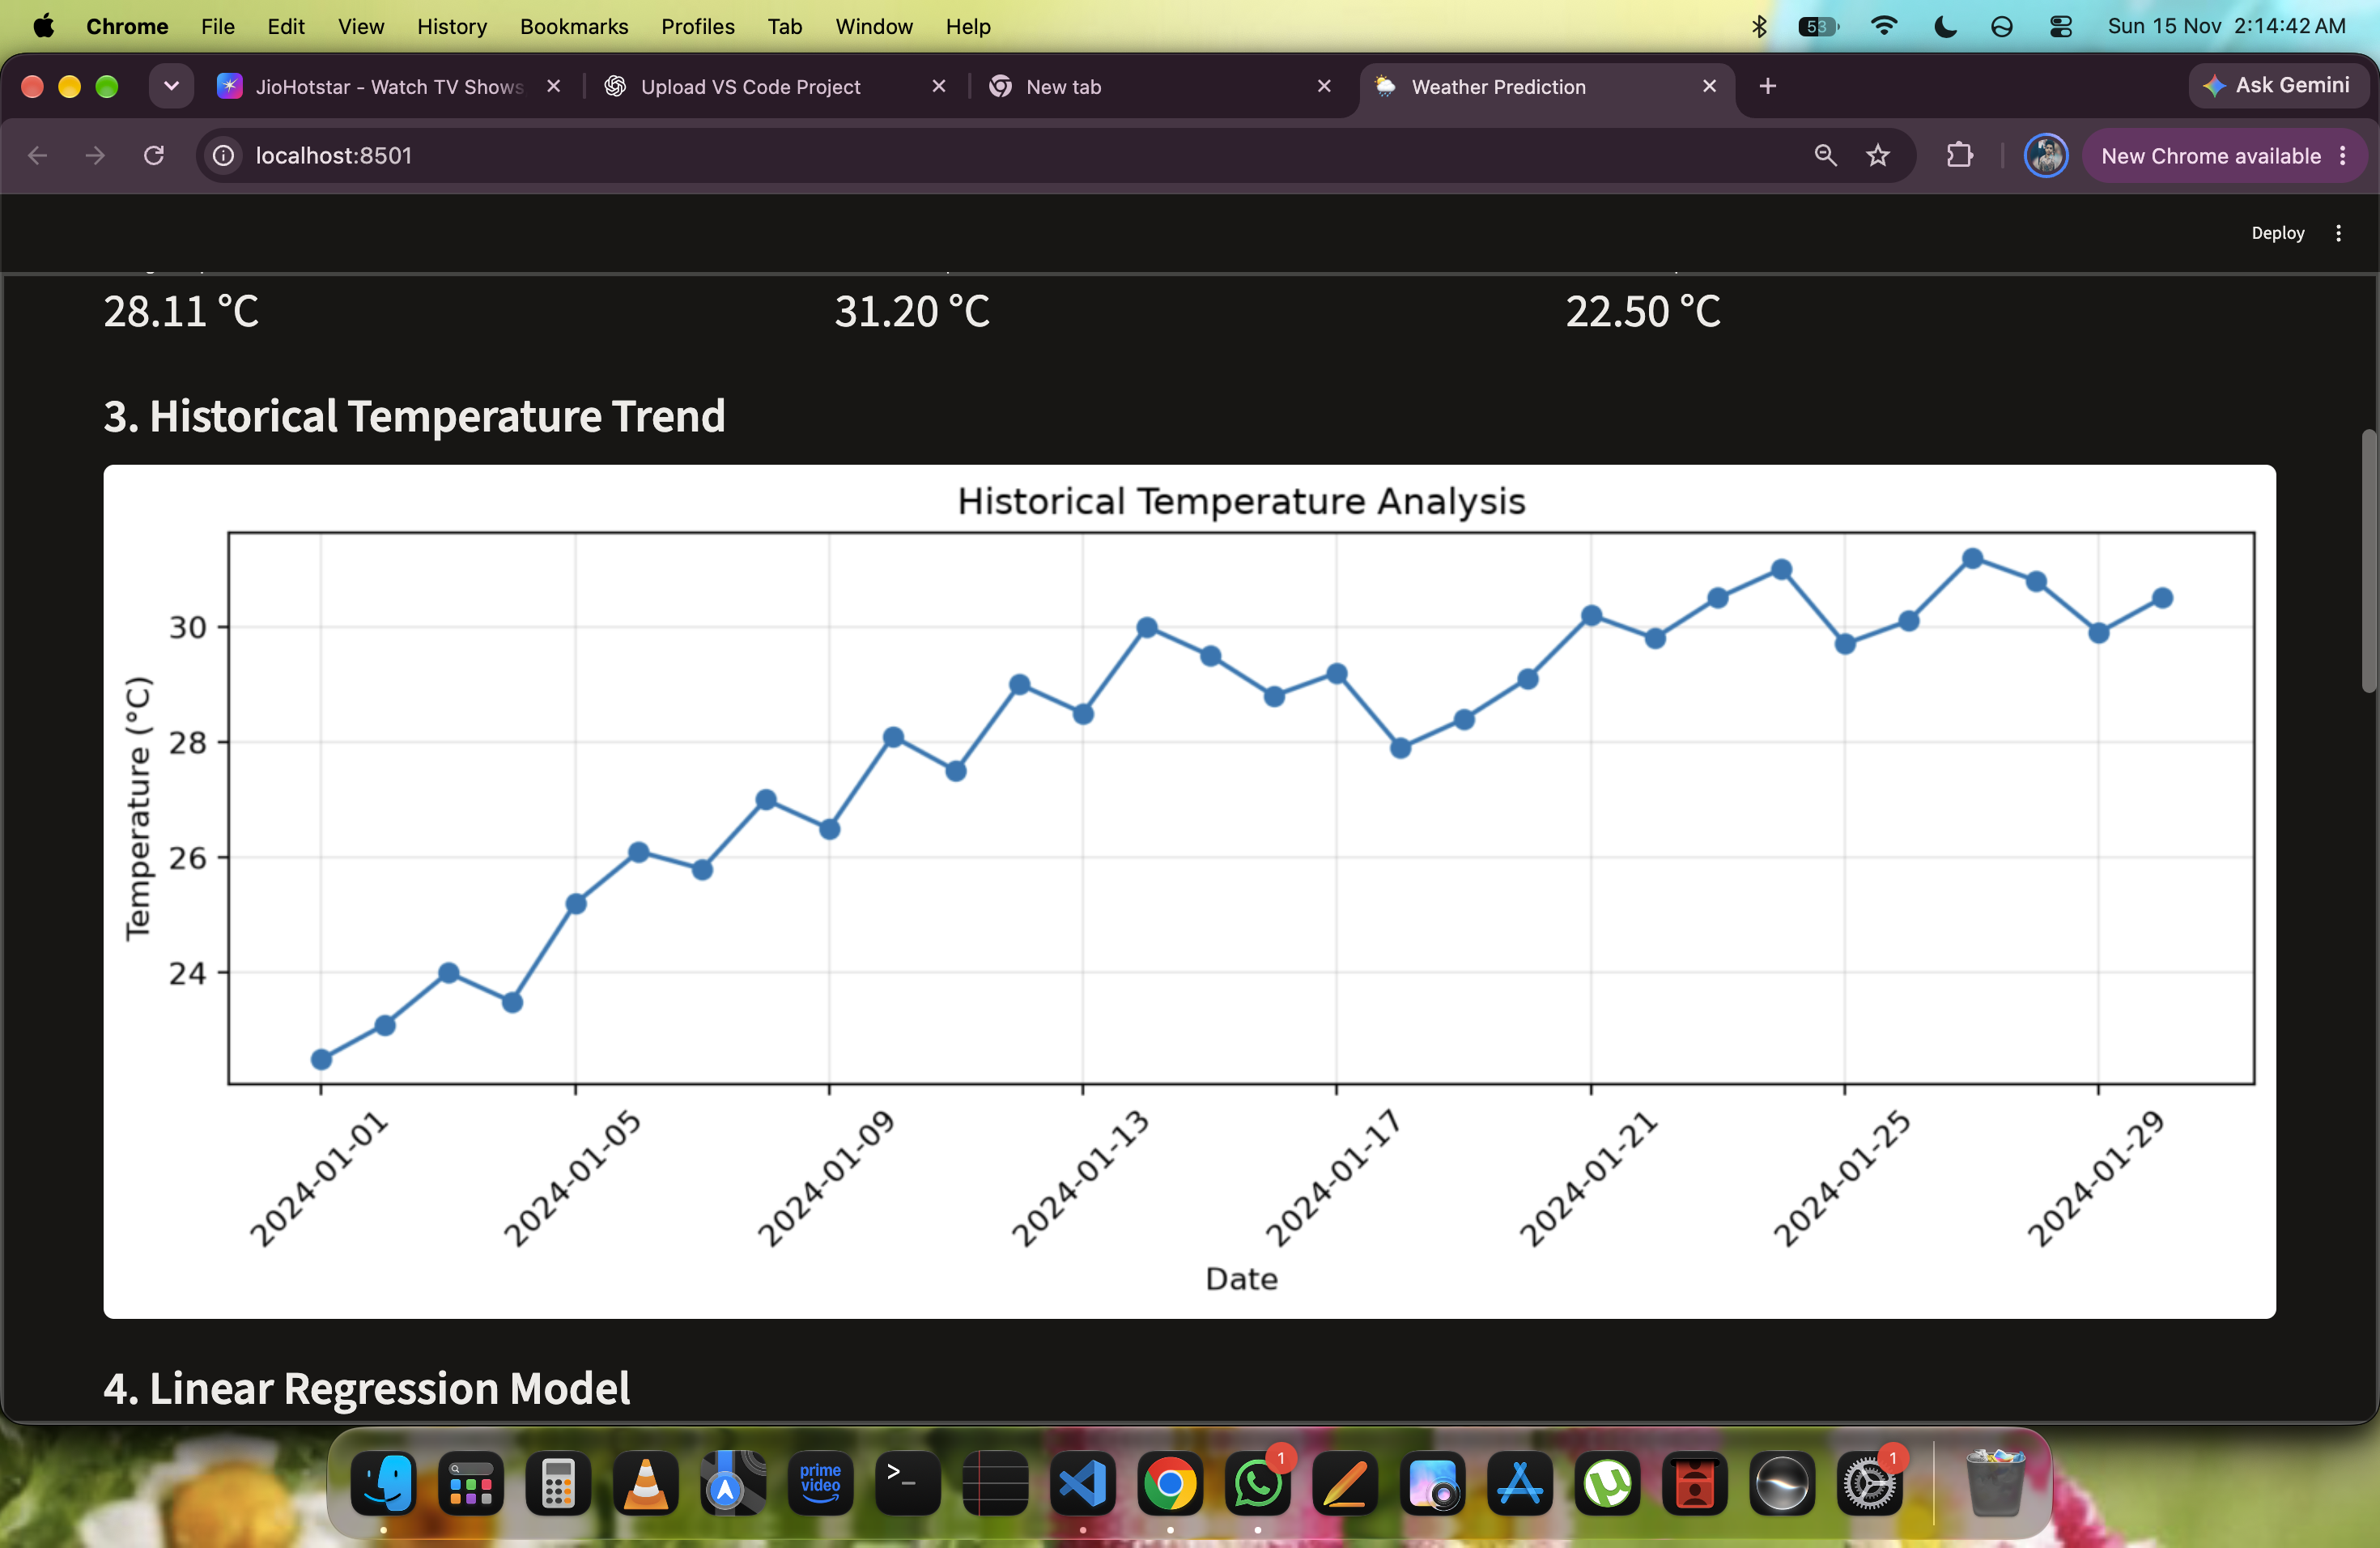 Chrome File Edit View History Bookmarks Profiles Tab Window Help 53 Sun 15 Nov 2:14:42 AM
JioHotstar - Watch TV Shows Upload VS Code Project New tab Weather Prediction Ask Gemini
localhost:8501 New Chrome available
Deploy
28.11 °C 31.20 °C 22.50 °C
3. Historical Temperature Trend
Historical Temperature Analysis
Temperature (°C)
30
28
26
24
2024-01-01 2024-01-05 2024-01-09 2024-01-13 2024-01-17 2024-01-21 2024-01-25 2024-01-29
Date
4. Linear Regression Model
prime video
1
1